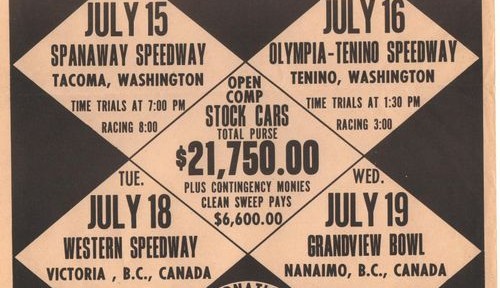 JULY 15
SPANAWAY SPEEDWAY
TACOMA, WASHINGTON
TIME TRIALS AT 7:00 PM
RACING 8:00
JULY 16
OLYMPIA-TENINO SPEEDWAY
TENINO, WASHINGTON
TIME TRIALS AT 1:30 PM
RACING 3:00
OPEN
COMP
STOCK CARS
TOTAL PURSE
$21,750.00
PLUS CONTINGENCY MONIES
CLEAN SWEEP PAYS
$6,600.00
TUE.
JULY 18
WESTERN SPEEDWAY
VICTORIA , B.C., CANADA
WED.
JULY 19
GRANDVIEW BOWL
NANAIMO, B.C., CANADA